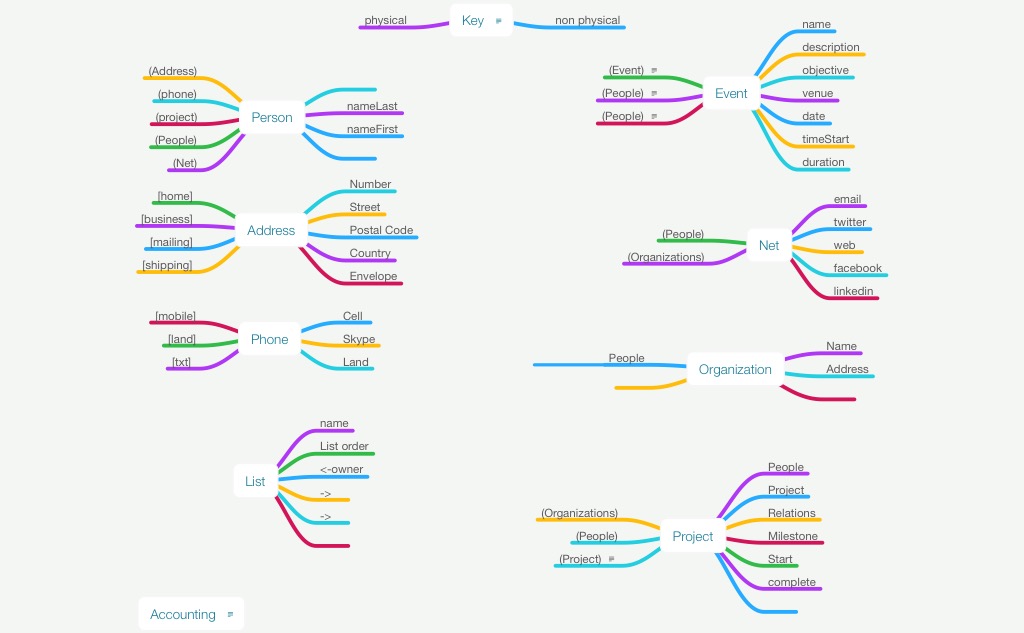 physical
Key
non physical
(Address)
(phone)
(project)
(People)
(Net)
Person
nameLast
nameFirst
(Event)
(People)
(People)
Event
name
description
objective
venue
date
timeStart
duration
[home]
[business]
[mailing]
[shipping]
Address
Number
Street
Postal Code
Country
Envelope
(People)
(Organizations)
Net
email
twitter
web
facebook
linkedin
[mobile]
[land]
[txt]
Phone
Cell
Skype
Land
People
Organization
Name
Address
List
name
List order
<-owner
->
->
(Organizations)
(People)
(Project)
Project
People
Project
Relations
Milestone
Start
complete
Accounting